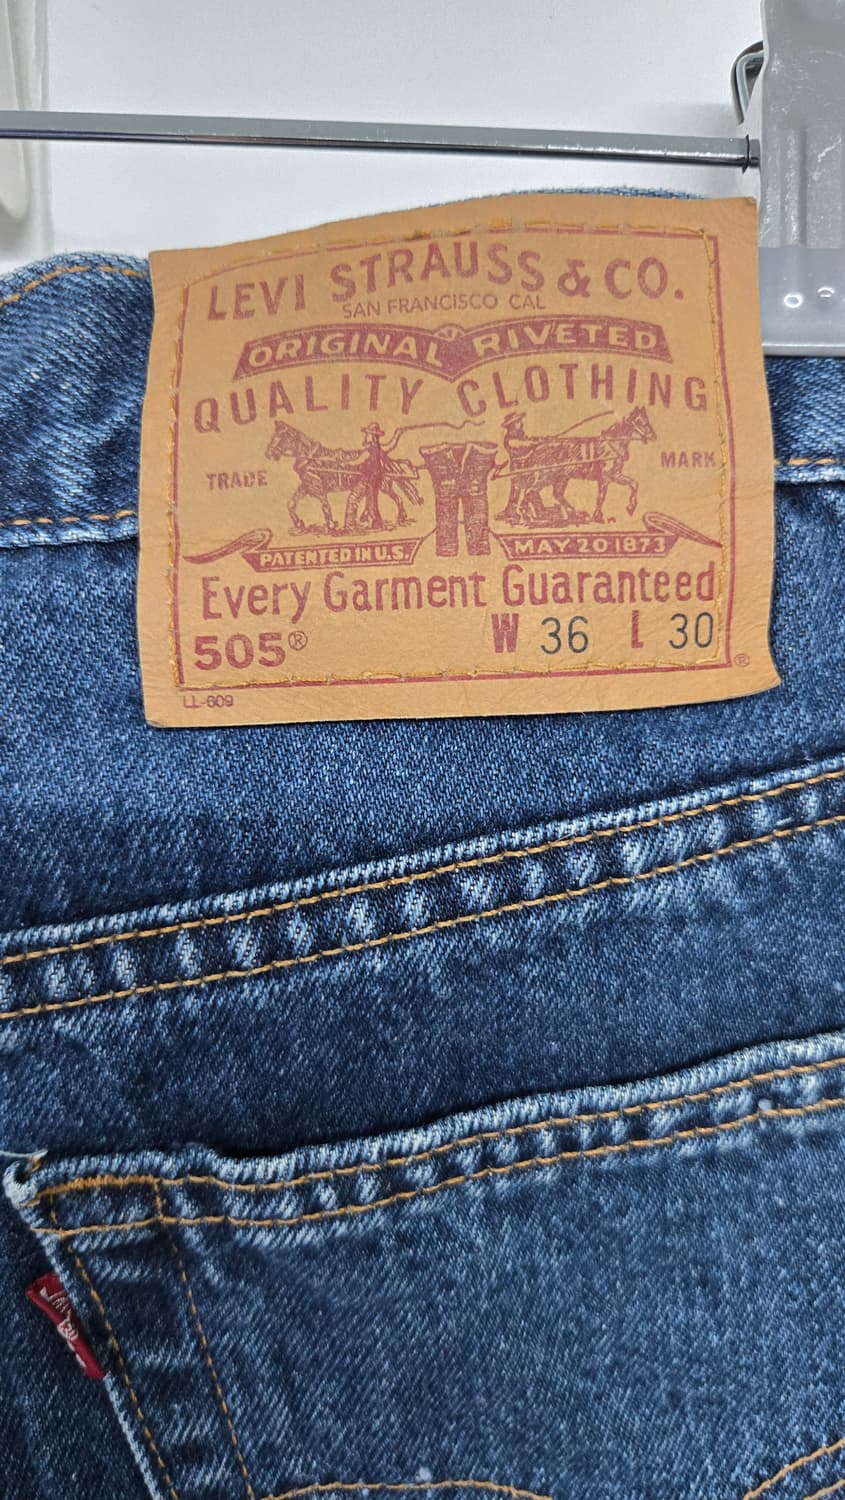 LEVI STRAUSS & CO.
SAN FRANCISCO CAL
ORIGINAL RIVETED
QUALITY CLOTHING
TRADE MARK
PATENTED IN U.S. MAY 20 1873
Every Garment Guaranteed
505® W 36 L 30
®
LL-609